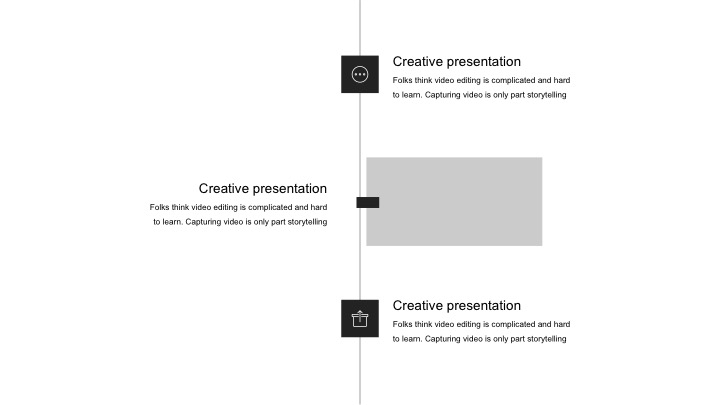 Creative presentation
Folks think video editing is complicated and hard
to learn. Capturing video is only part storytelling
Creative presentation
Folks think video editing is complicated and hard
to learn. Capturing video is only part storytelling
Creative presentation
Folks think video editing is complicated and hard
to learn. Capturing video is only part storytelling